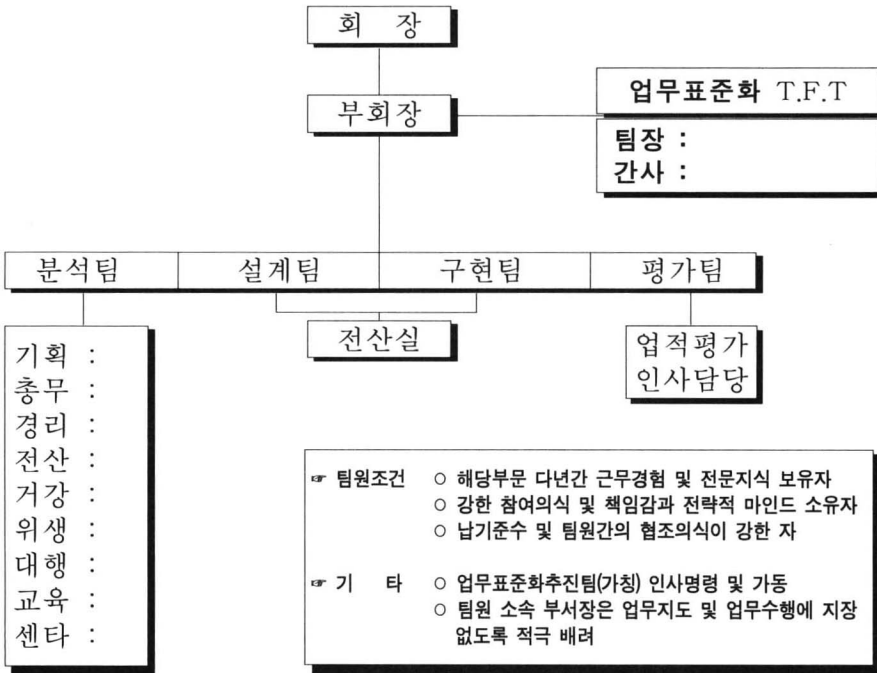 회 장
부회장
업무표준화 T.F.T
팀장 :
간사 :
분석팀 설계팀 구현팀 평가팀
전산실
업적평가
인사담당
기획 :
총무 :
경리 :
전산 :
거강 :
위생 :
대행 :
교육 :
센타 :
☞ 팀원조건 ○ 해당부문 다년간 근무경험 및 전문지식 보유자
○ 강한 참여의식 및 책임감과 전략적 마인드 소유자
○ 납기준수 및 팀원간의 협조의식이 강한 자
☞ 기 타 ○ 업무표준화추진팀(가칭) 인사명령 및 가동
○ 팀원 소속 부서장은 업무지도 및 업무수행에 지장
없도록 적극 배려